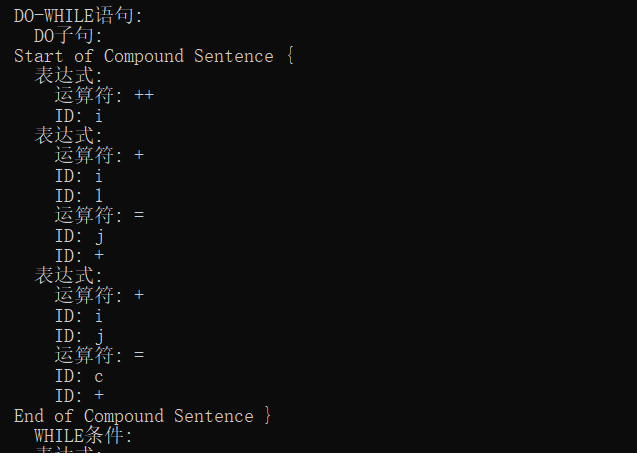 DO-WHILE语句:
DO子句:
Start of Compound Sentence {
表达式:
运算符: ++
ID: i
表达式:
运算符: +
ID: i
ID: l
运算符: =
ID: j
ID: +
表达式:
运算符: +
ID: i
ID: j
运算符: =
ID: c
ID: +
End of Compound Sentence }
WHILE条件:
表达式: